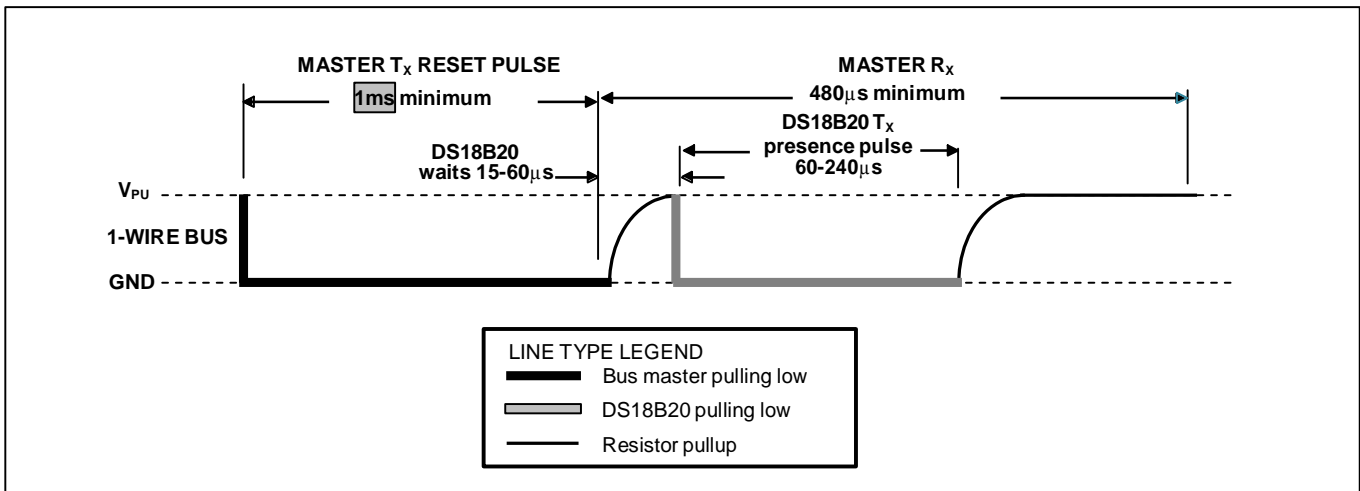 MASTER TX RESET PULSE
1ms minimum
MASTER RX
480μs minimum
DS18B20 TX
presence pulse
60-240μs
DS18B20
waits 15-60μs
VPU
1-WIRE BUS
GND
LINE TYPE LEGEND
Bus master pulling low
DS18B20 pulling low
Resistor pullup